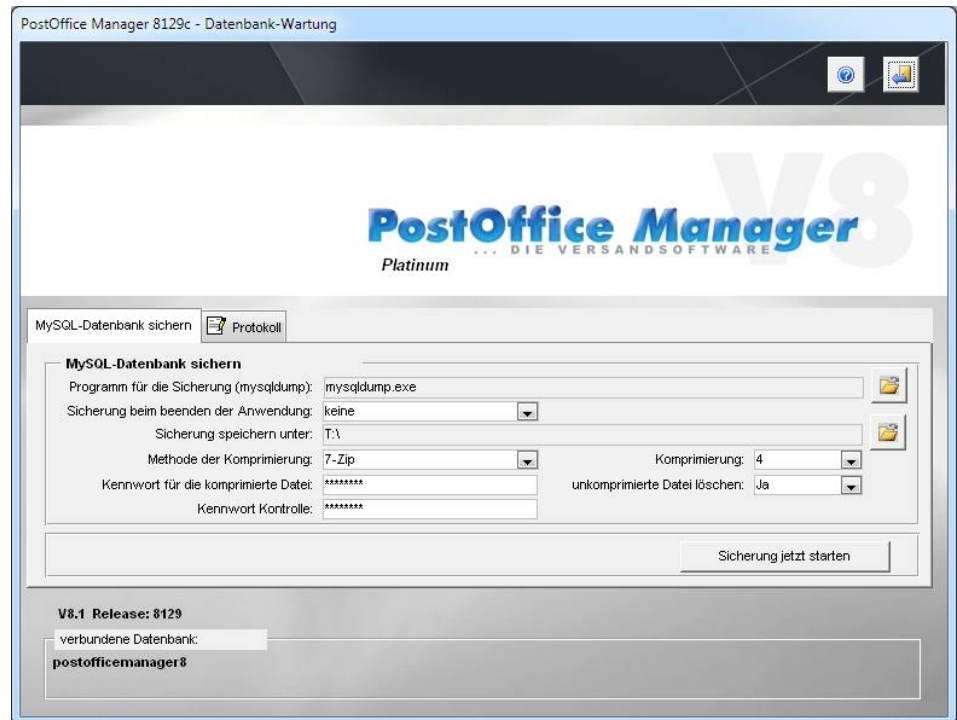 PostOffice Manager 8129c - Datenbank-Wartung
V8
PostOffice Manager
... DIE VERSANDSOFTWARE
Platinum
MySQL-Datenbank sichern Protokoll
MySQL-Datenbank sichern
Programm für die Sicherung (mysqldump): mysqldump.exe
Sicherung beim beenden der Anwendung: keine
Sicherung speichern unter: T:\
Methode der Komprimierung: 7-Zip Komprimierung: 4
Kennwort für die komprimierte Datei: ******** unkomprimierte Datei löschen: Ja
Kennwort Kontrolle: ********
Sicherung jetzt starten
V8.1 Release: 8129
verbundene Datenbank:
postofficemanager8